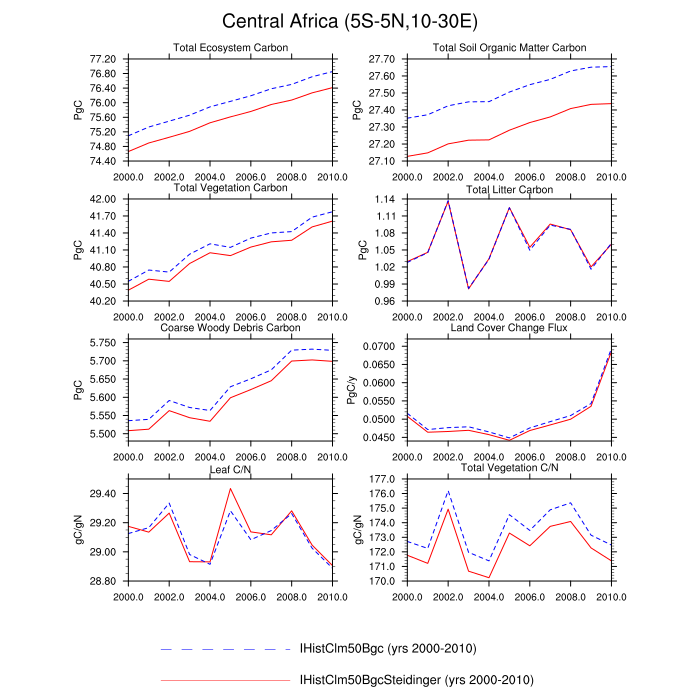 Central Africa (5S-5N,10-30E)
Total Ecosystem Carbon
77.20
76.80
76.40
76.00
75.60
75.20
74.80
74.40
PgC
2000.0 2002.0 2004.0 2006.0 2008.0 2010.0
Total Soil Organic Matter Carbon
27.70
27.60
27.50
27.40
27.30
27.20
27.10
PgC
2000.0 2002.0 2004.0 2006.0 2008.0 2010.0
Total Vegetation Carbon
42.00
41.70
41.40
41.10
40.80
40.50
40.20
PgC
2000.0 2002.0 2004.0 2006.0 2008.0 2010.0
Total Litter Carbon
1.14
1.11
1.08
1.05
1.02
0.99
0.96
PgC
2000.0 2002.0 2004.0 2006.0 2008.0 2010.0
Coarse Woody Debris Carbon
5.750
5.700
5.650
5.600
5.550
5.500
PgC
2000.0 2002.0 2004.0 2006.0 2008.0 2010.0
Land Cover Change Flux
0.0700
0.0650
0.0600
0.0550
0.0500
0.0450
PgC/y
2000.0 2002.0 2004.0 2006.0 2008.0 2010.0
Leaf C/N
29.40
29.20
29.00
28.80
gC/gN
2000.0 2002.0 2004.0 2006.0 2008.0 2010.0
Total Vegetation C/N
177.0
176.0
175.0
174.0
173.0
172.0
171.0
170.0
gC/gN
2000.0 2002.0 2004.0 2006.0 2008.0 2010.0
IHistClm50Bgc (yrs 2000-2010)
IHistClm50BgcSteidinger (yrs 2000-2010)